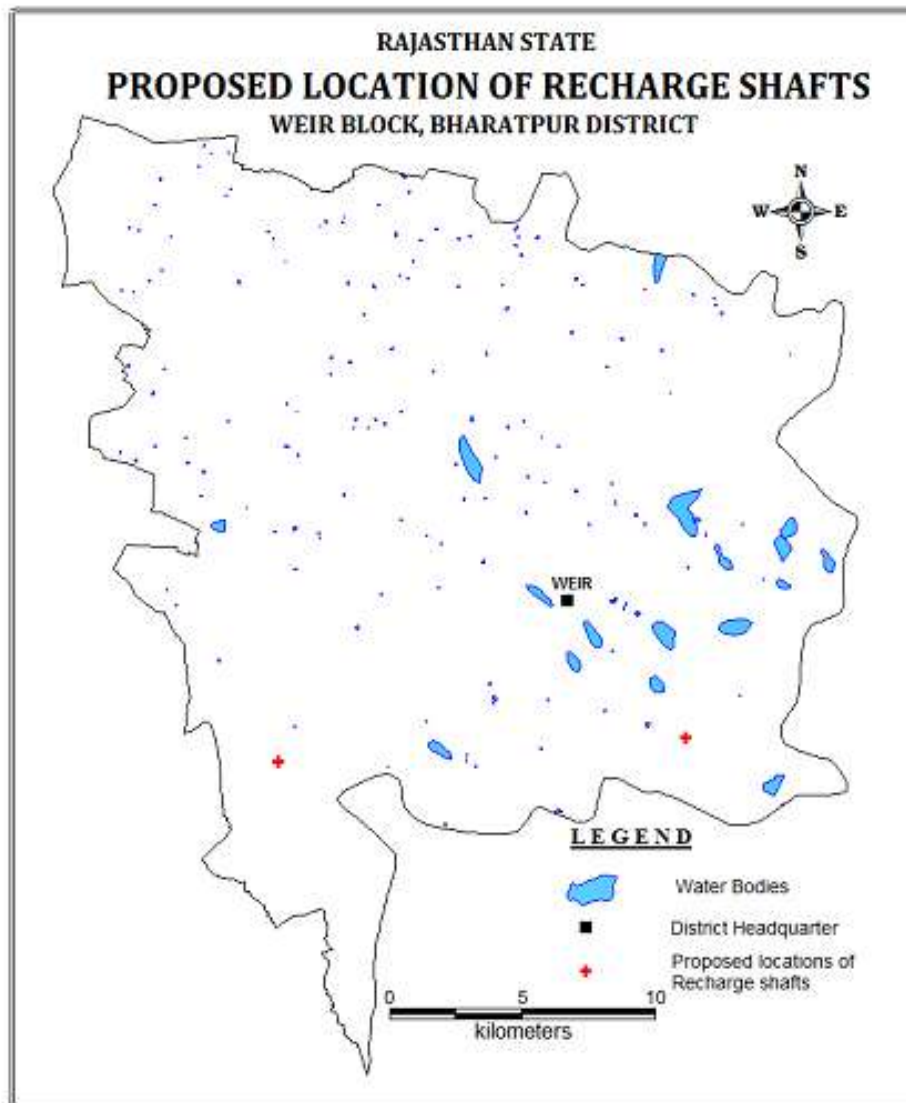 RAJASTHAN STATE
PROPOSED LOCATION OF RECHARGE SHAFTS
WEIR BLOCK, BHARATPUR DISTRICT
N
W E
S
WEIR
LEGEND
Water Bodies
District Headquarter
Proposed locations of
Recharge shafts
0 5 10
kilometers